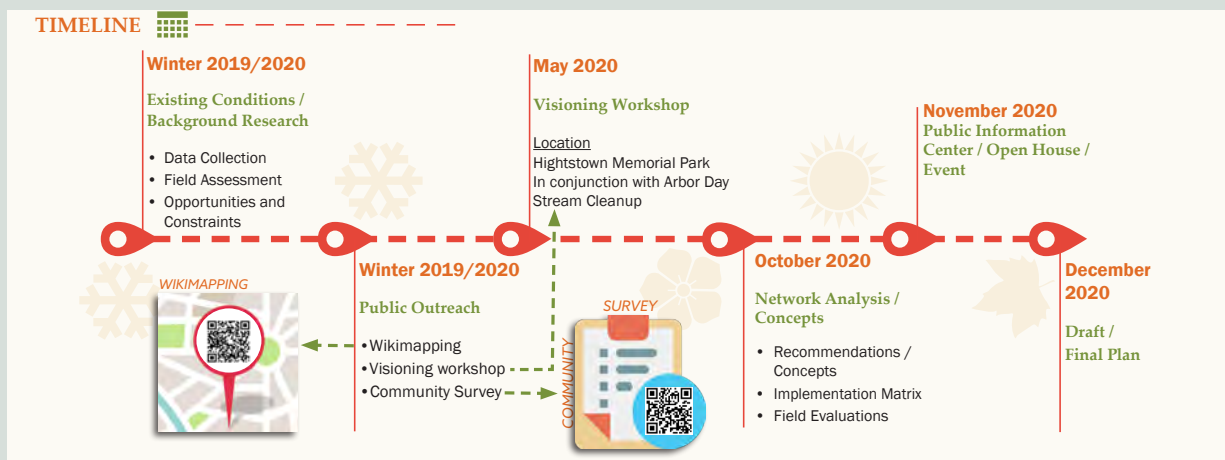 TIMELINE
Winter 2019/2020
Existing Conditions /
Background Research
• Data Collection
• Field Assessment
• Opportunities and
Constraints
Winter 2019/2020
Public Outreach
•Wikimapping
•Visioning workshop
•Community Survey
WIKIMAPPING
May 2020
Visioning Workshop
Location
Hightstown Memorial Park
In conjunction with Arbor Day
Stream Cleanup
COMMUNITY
SURVEY
October 2020
Network Analysis /
Concepts
• Recommendations /
Concepts
• Implementation Matrix
• Field Evaluations
November 2020
Public Information
Center / Open House /
Event
December
2020
Draft /
Final Plan